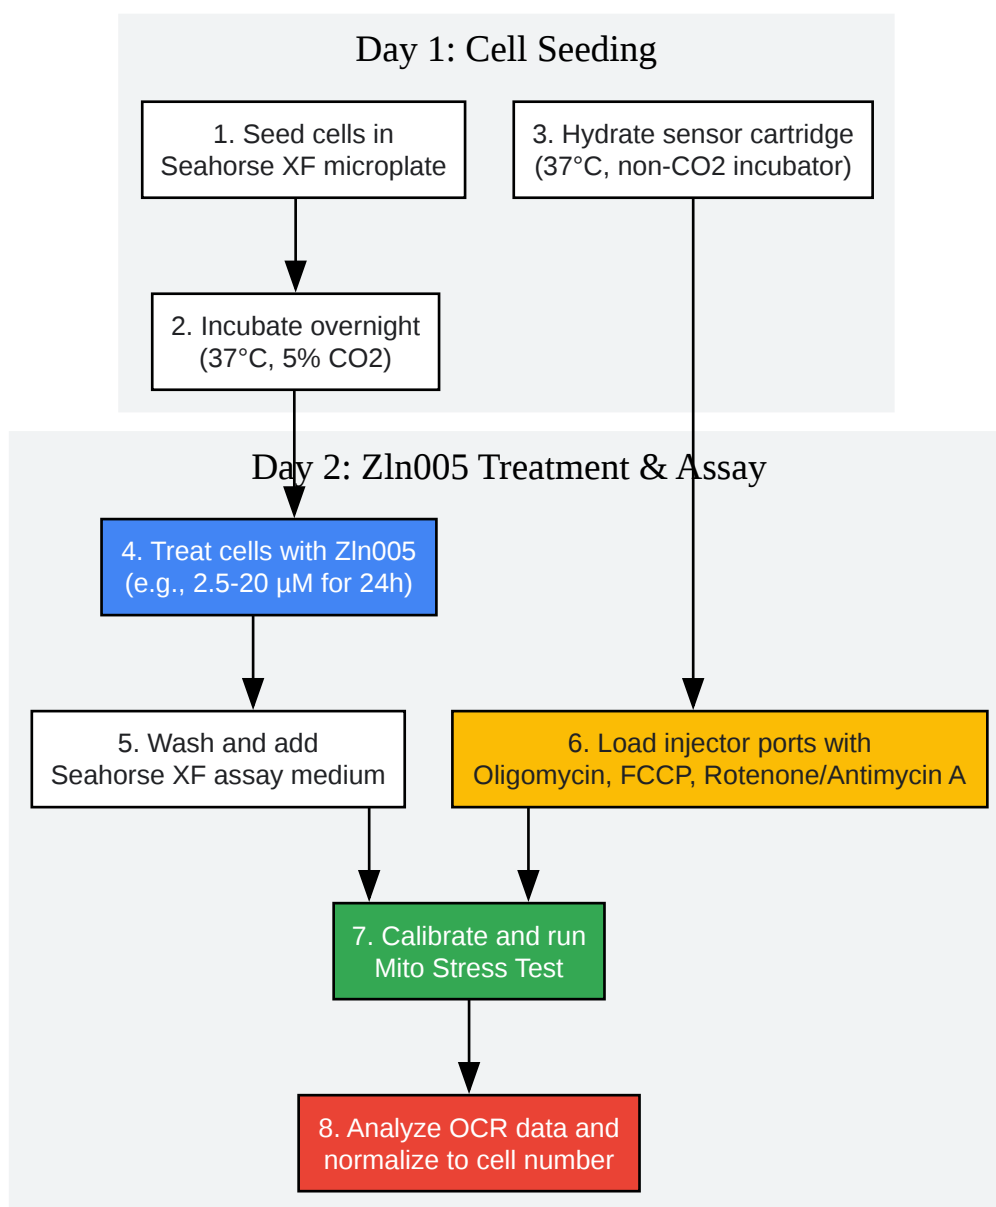 Day 1: Cell Seeding
1. Seed cells in
Seahorse XF microplate
3. Hydrate sensor cartridge
(37°C, non-CO2 incubator)
2. Incubate overnight
(37°C, 5% CO2)
Day 2: Zln005 Treatment & Assay
4. Treat cells with Zln005
(e.g., 2.5-20 µM for 24h)
5. Wash and add
Seahorse XF assay medium
6. Load injector ports with
Oligomycin, FCCP, Rotenone/Antimycin A
7. Calibrate and run
Mito Stress Test
8. Analyze OCR data and
normalize to cell number